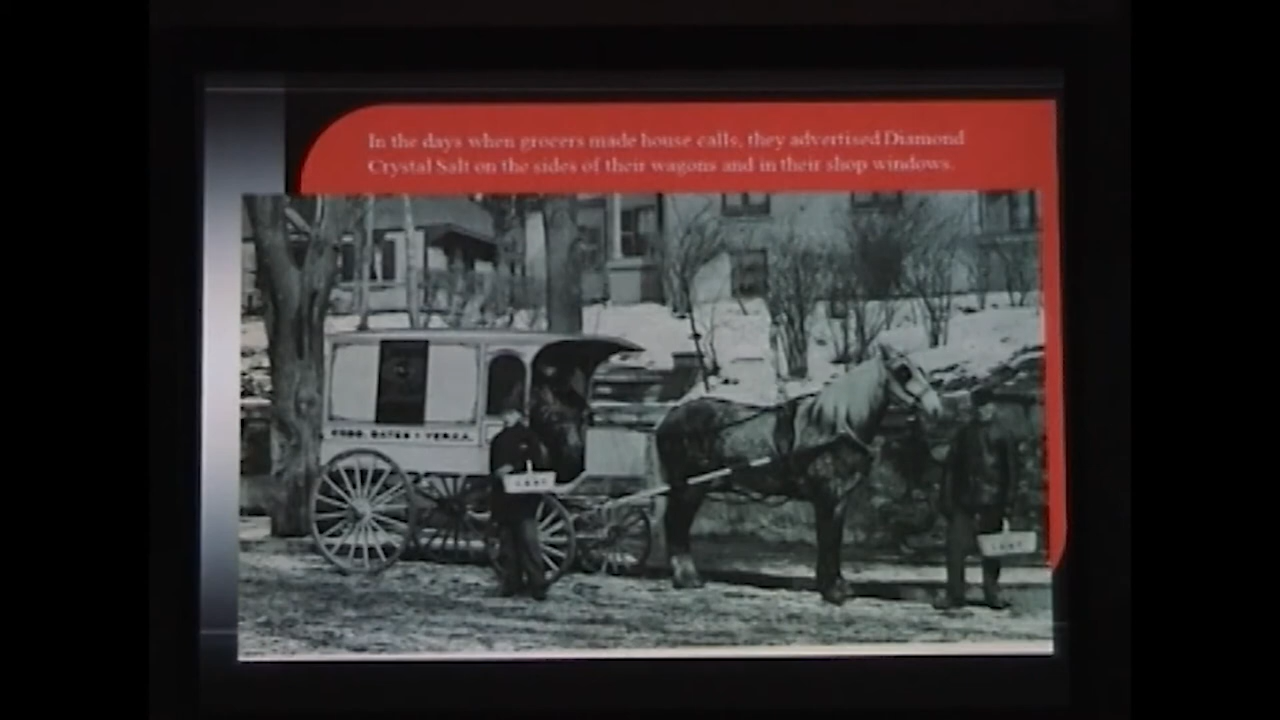 In the days when grocers made house calls, they advertised Diamond
Crystal Salt on the sides of their wagons and in their shop windows.